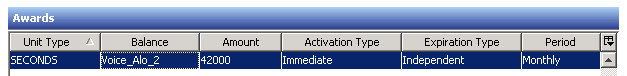 Awards
Unit Type Balance Amount Activation Type Expiration Type Period
SECONDS Voice_Alo_2 42000 Immediate Independent Monthly